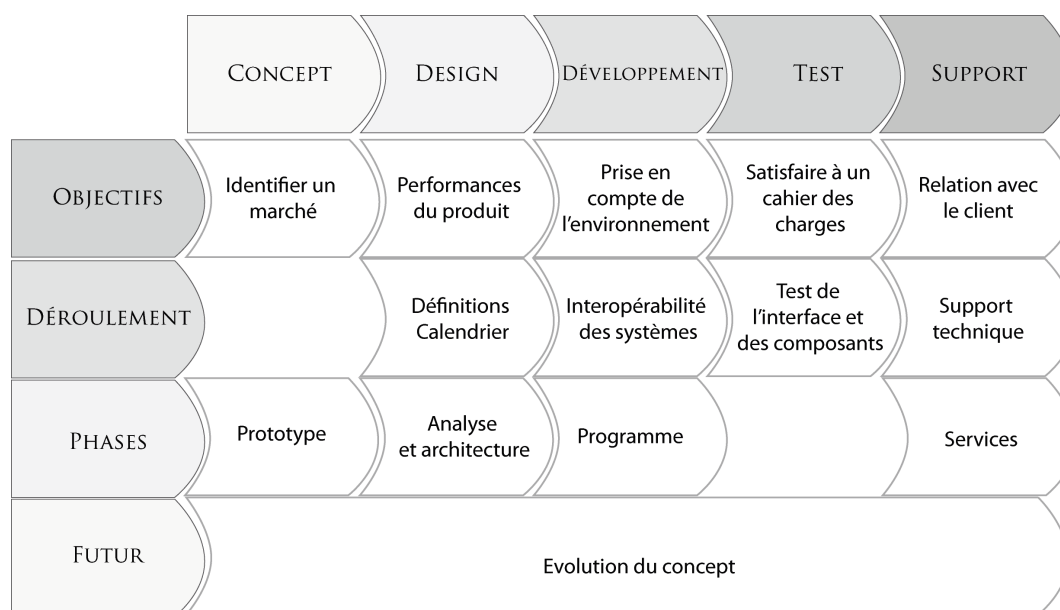 CONCEPT
DESIGN
DÉVELOPPEMENT
TEST
SUPPORT
OBJECTIFS
Identifier un
marché
Performances
du produit
Prise en
compte de
l'environnement
Satisfaire à un
cahier des
charges
Relation avec
le client
DÉROULEMENT
Définitions
Calendrier
Interopérabilité
des systèmes
Test de
l'interface et
des composants
Support
technique
PHASES
Prototype
Analyse
et architecture
Programme
Services
FUTUR
Evolution du concept